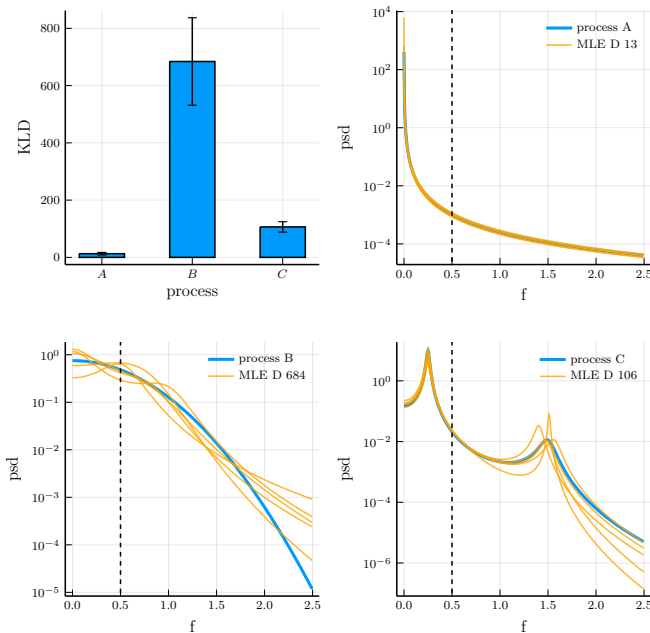 800
600
400
200
0
KLD
A
B
C
process
10^4
10^2
10^0
10^-2
10^-4
psd
process A
MLE D 13
0.0 0.5 1.0 1.5 2.0 2.5
f
10^0
10^-1
10^-2
10^-3
10^-4
10^-5
psd
process B
MLE D 684
0.0 0.5 1.0 1.5 2.0 2.5
f
10^0
10^-2
10^-4
10^-6
psd
process C
MLE D 106
0.0 0.5 1.0 1.5 2.0 2.5
f